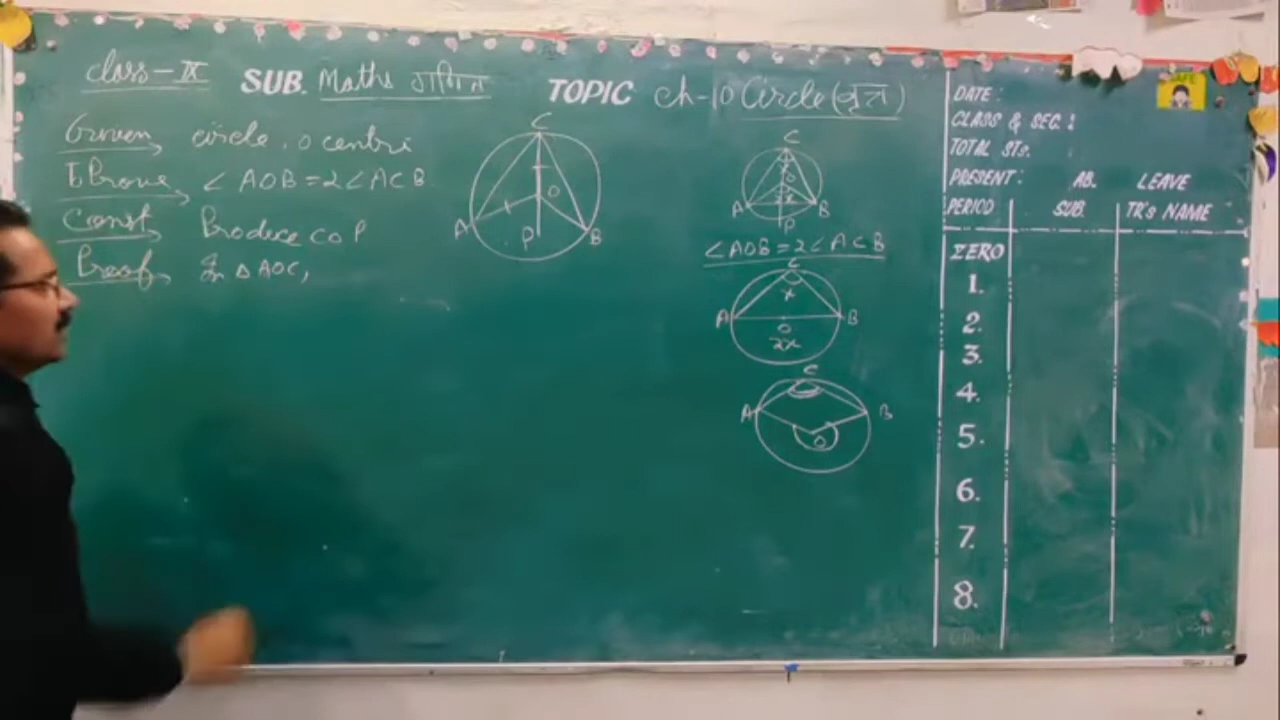 class-IX SUB. Maths गणित TOPIC Ch-10 Circle (वृत्त)
Given circle, O centre
T Prove ∠AOB=2∠ACB
Const Produce CO P
Proof In △AOC,
C
A
O
P
B
C
O
2x
A
B
P
∠AOB=2∠ACB
C
x
A
B
O
2x
C
A
B
O
DATE:
CLASS & SEC:
TOTAL STS.
PRESENT: AB. LEAVE
PERIOD SUB. TR's NAME
ZERO
1.
2.
3.
4.
5.
6.
7.
8.